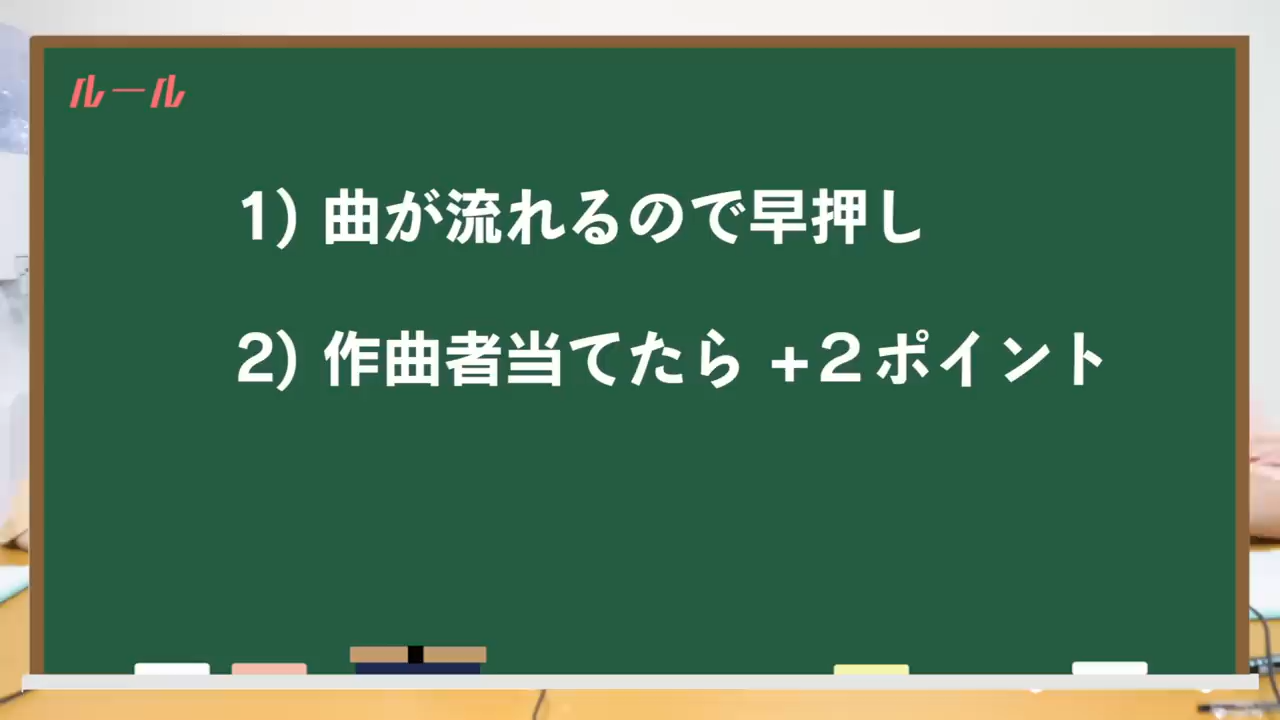 ルール
1) 曲が流れるので早押し
2) 作曲者当てたら +2ポイント